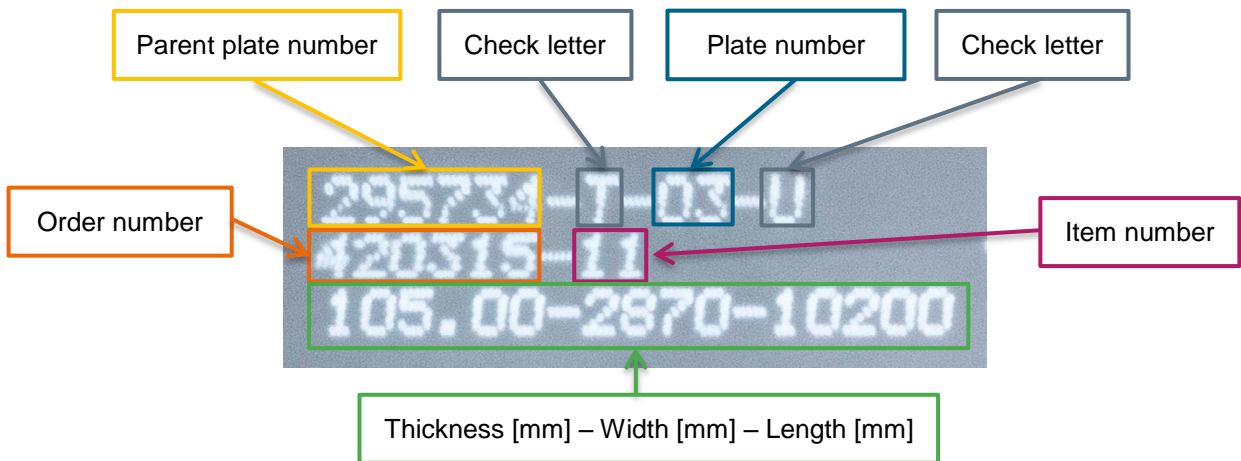 Parent plate number
Check letter
Plate number
Check letter
295734-T-03-U
Order number
420315-11
Item number
105.00-2870-10200
Thickness [mm] – Width [mm] – Length [mm]